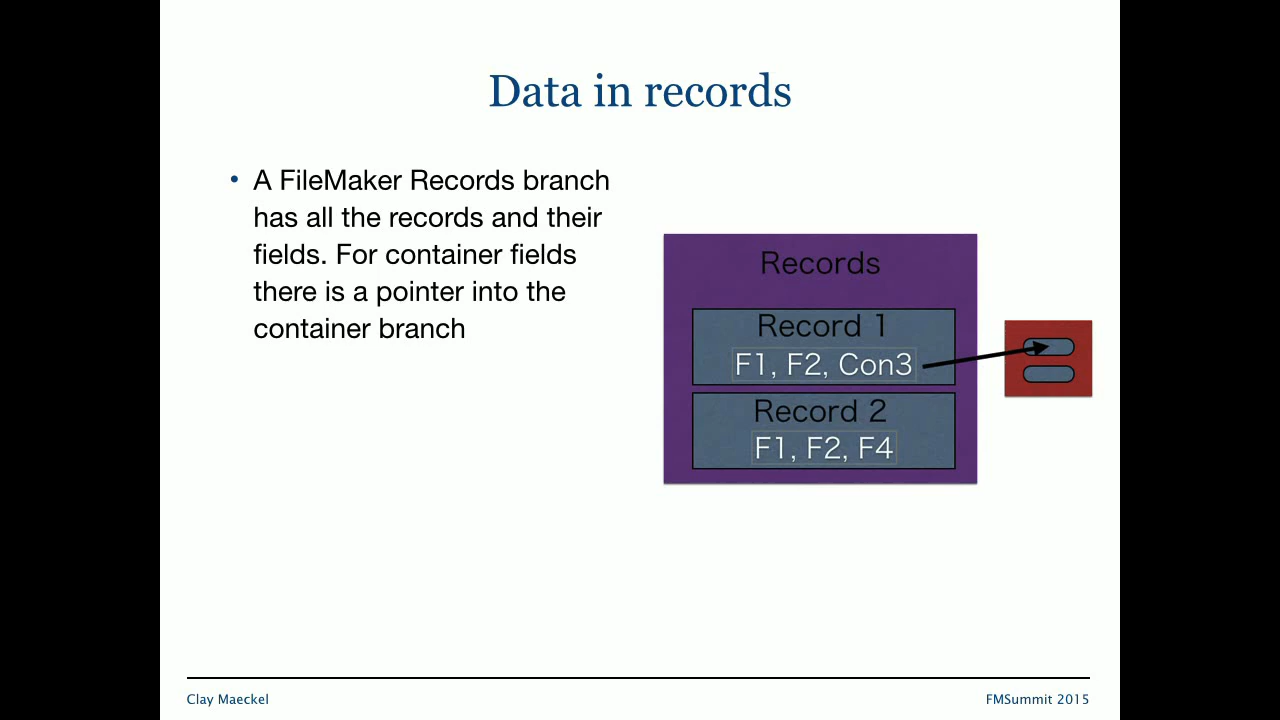 Data in records
• A FileMaker Records branch
has all the records and their
fields. For container fields
there is a pointer into the
container branch
Records
Record 1
F1, F2, Con3
Record 2
F1, F2, F4
Clay Maeckel
FMSummit 2015